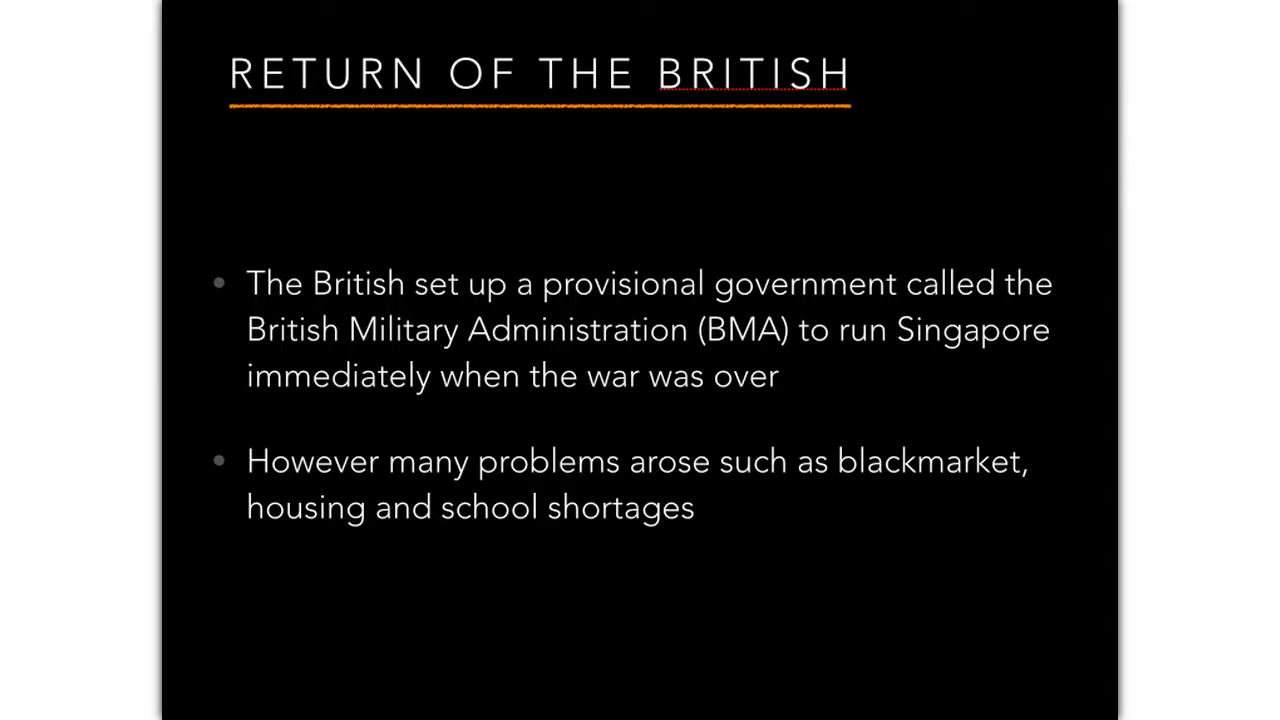 RETURN OF THE BRITISH
• The British set up a provisional government called the
British Military Administration (BMA) to run Singapore
immediately when the war was over
• However many problems arose such as blackmarket,
housing and school shortages